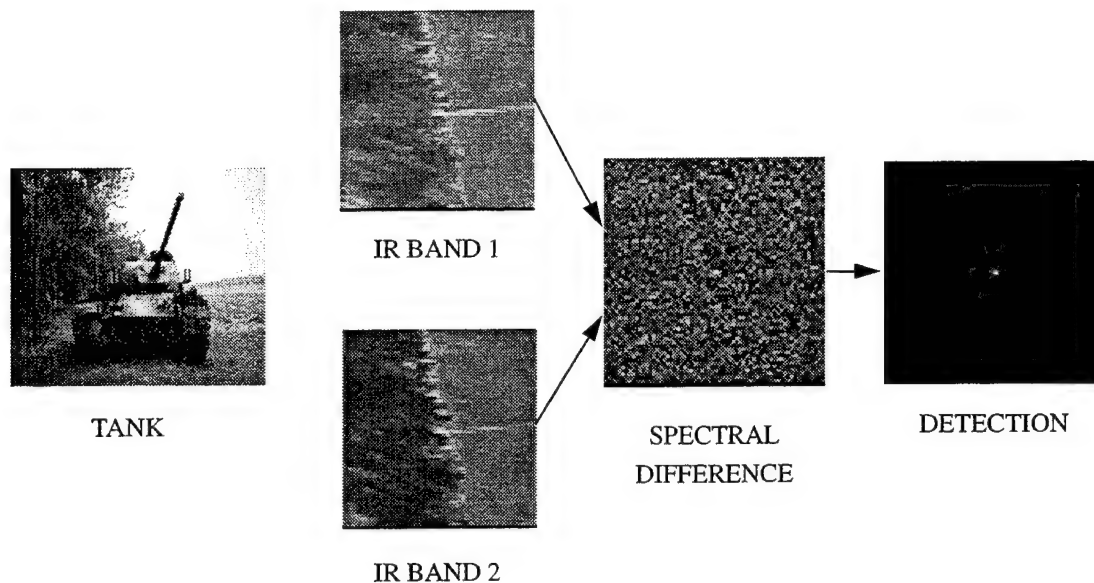 IR BAND 1
TANK
SPECTRAL
DIFFERENCE
DETECTION
IR BAND 2